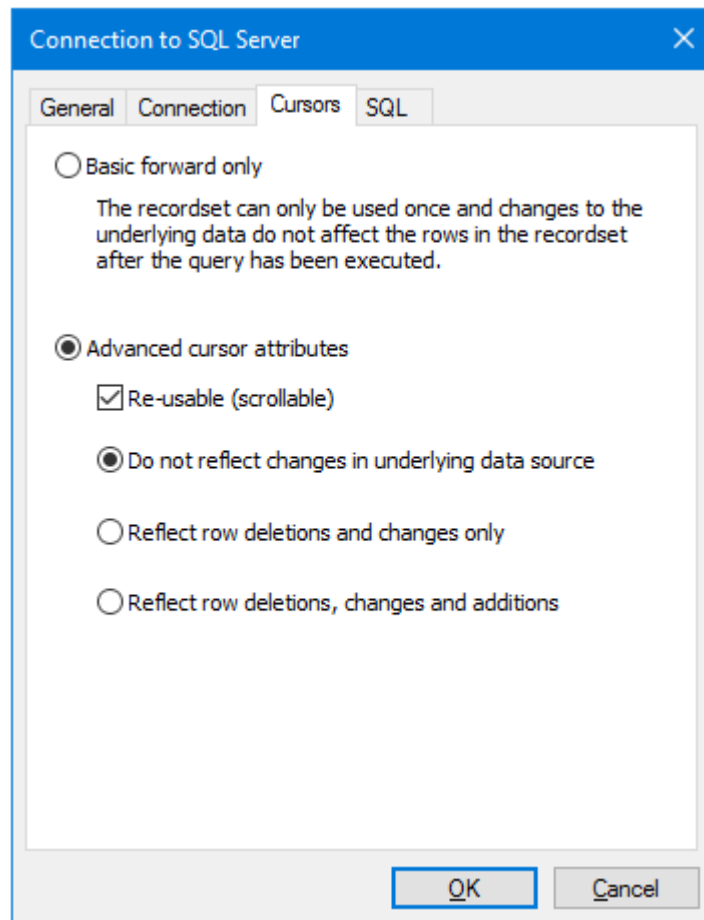 Connection to SQL Server
General Connection Cursors SQL
Basic forward only
The recordset can only be used once and changes to the
underlying data do not affect the rows in the recordset
after the query has been executed.
Advanced cursor attributes
Re-usable (scrollable)
Do not reflect changes in underlying data source
Reflect row deletions and changes only
Reflect row deletions, changes and additions
OK Cancel